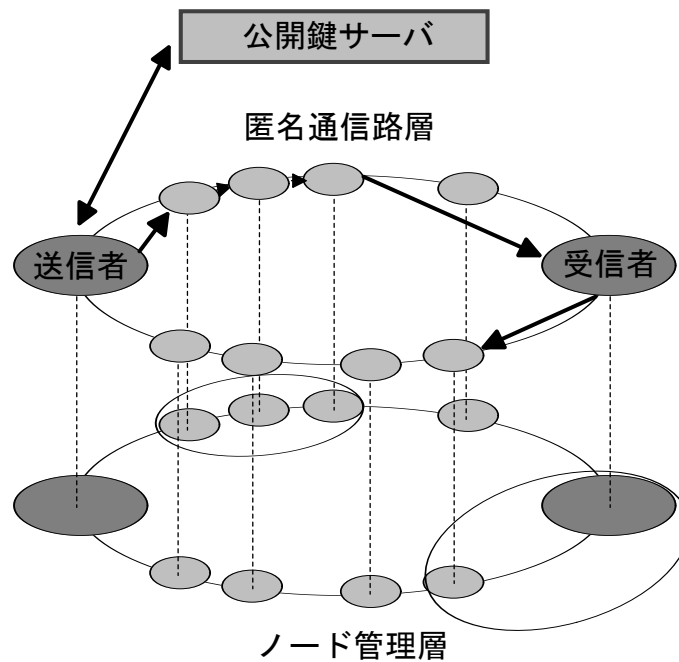 公開鍵サーバ
匿名通信路層
送信者
受信者
ノード管理層